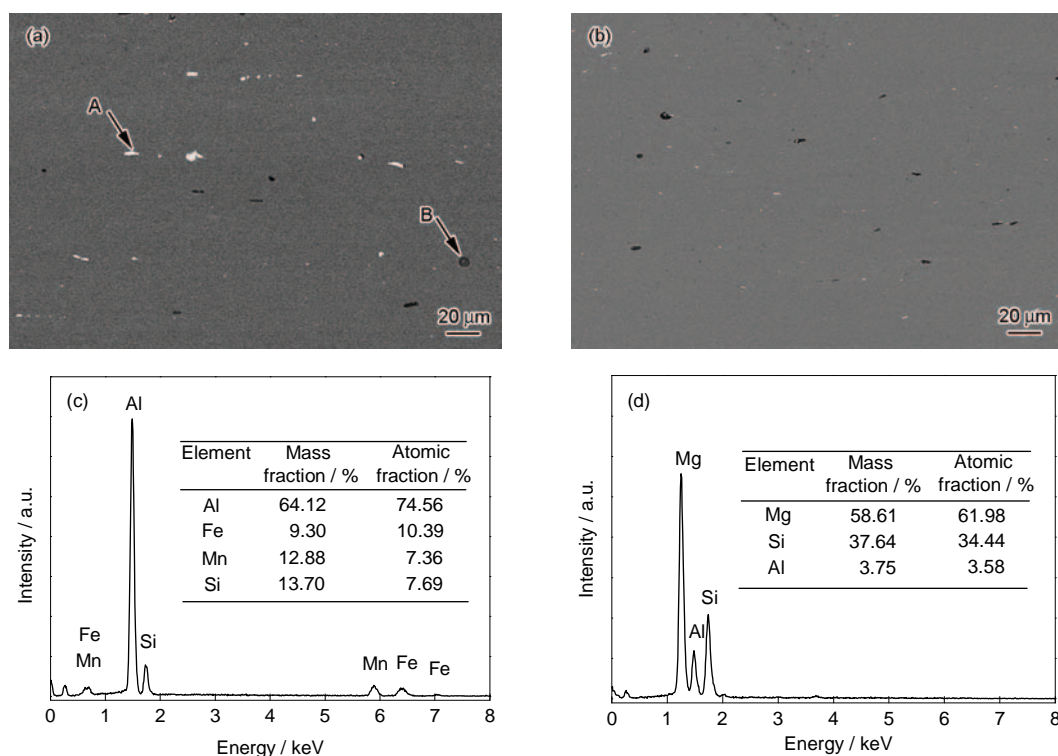 (a)
A
B
20 μm
(b)
20 μm
(c)
Al
Element Mass fraction / % Atomic fraction / %
Al 64.12 74.56
Fe 9.30 10.39
Mn 12.88 7.36
Si 13.70 7.69
Fe
Mn
Si
Mn Fe Fe
Intensity / a.u.
0 1 2 3 4 5 6 7 8
Energy / keV
(d)
Mg
Element Mass fraction / % Atomic fraction / %
Mg 58.61 61.98
Si 37.64 34.44
Al 3.75 3.58
Si
Al
Intensity / a.u.
0 1 2 3 4 5 6 7 8
Energy / keV